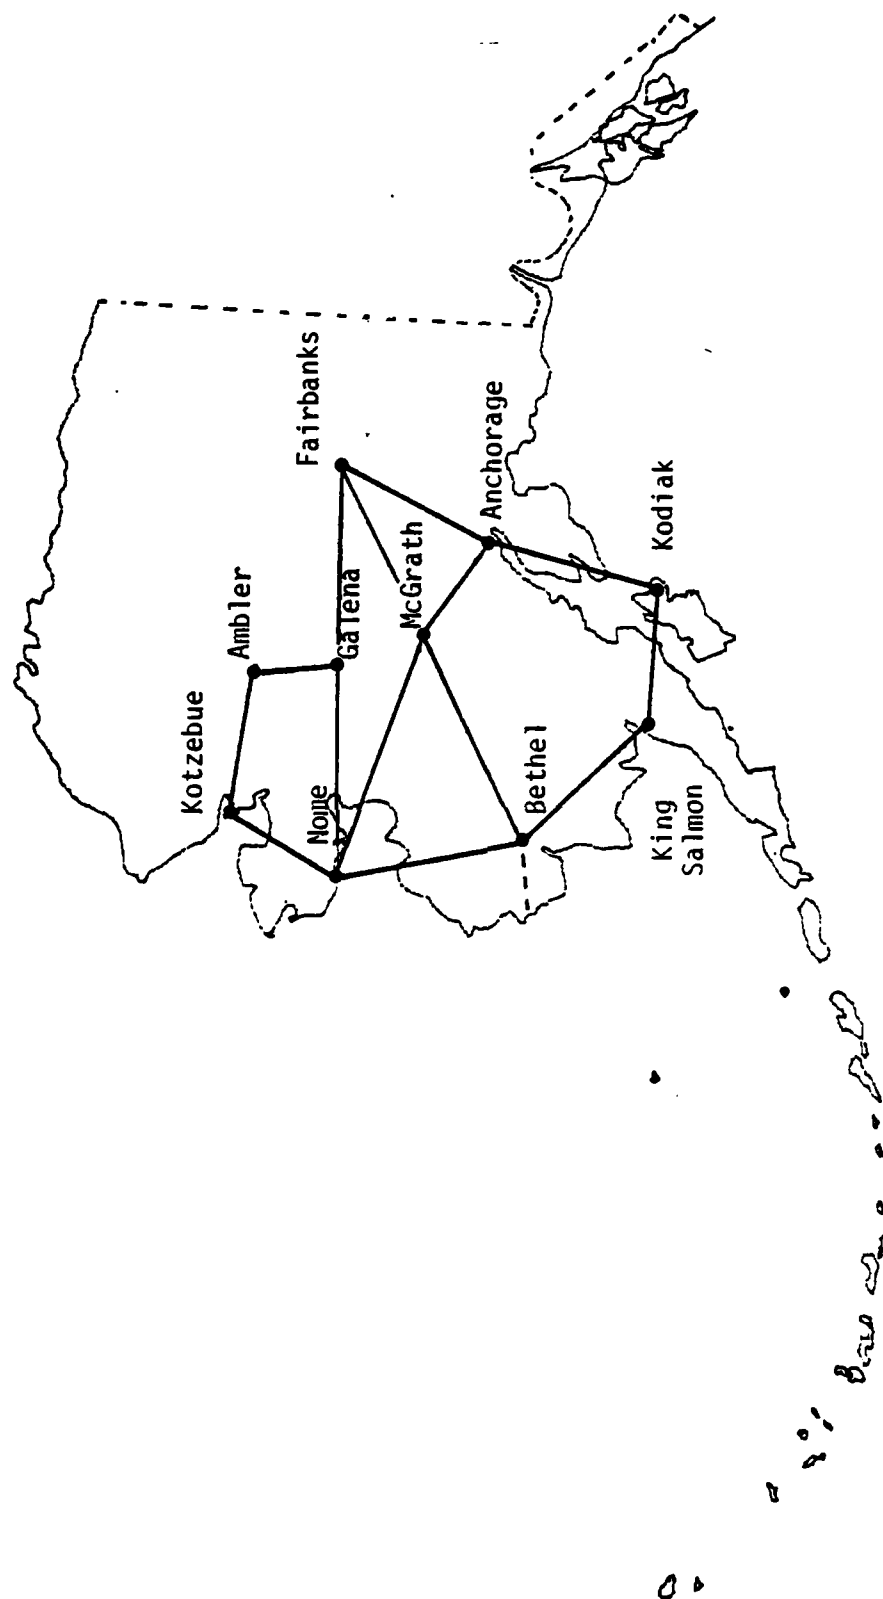 Kotzebue
Ambler
Fairbanks
Nome
Galena
McGrath
Anchorage
Bethel
King
Salmon
Kodiak